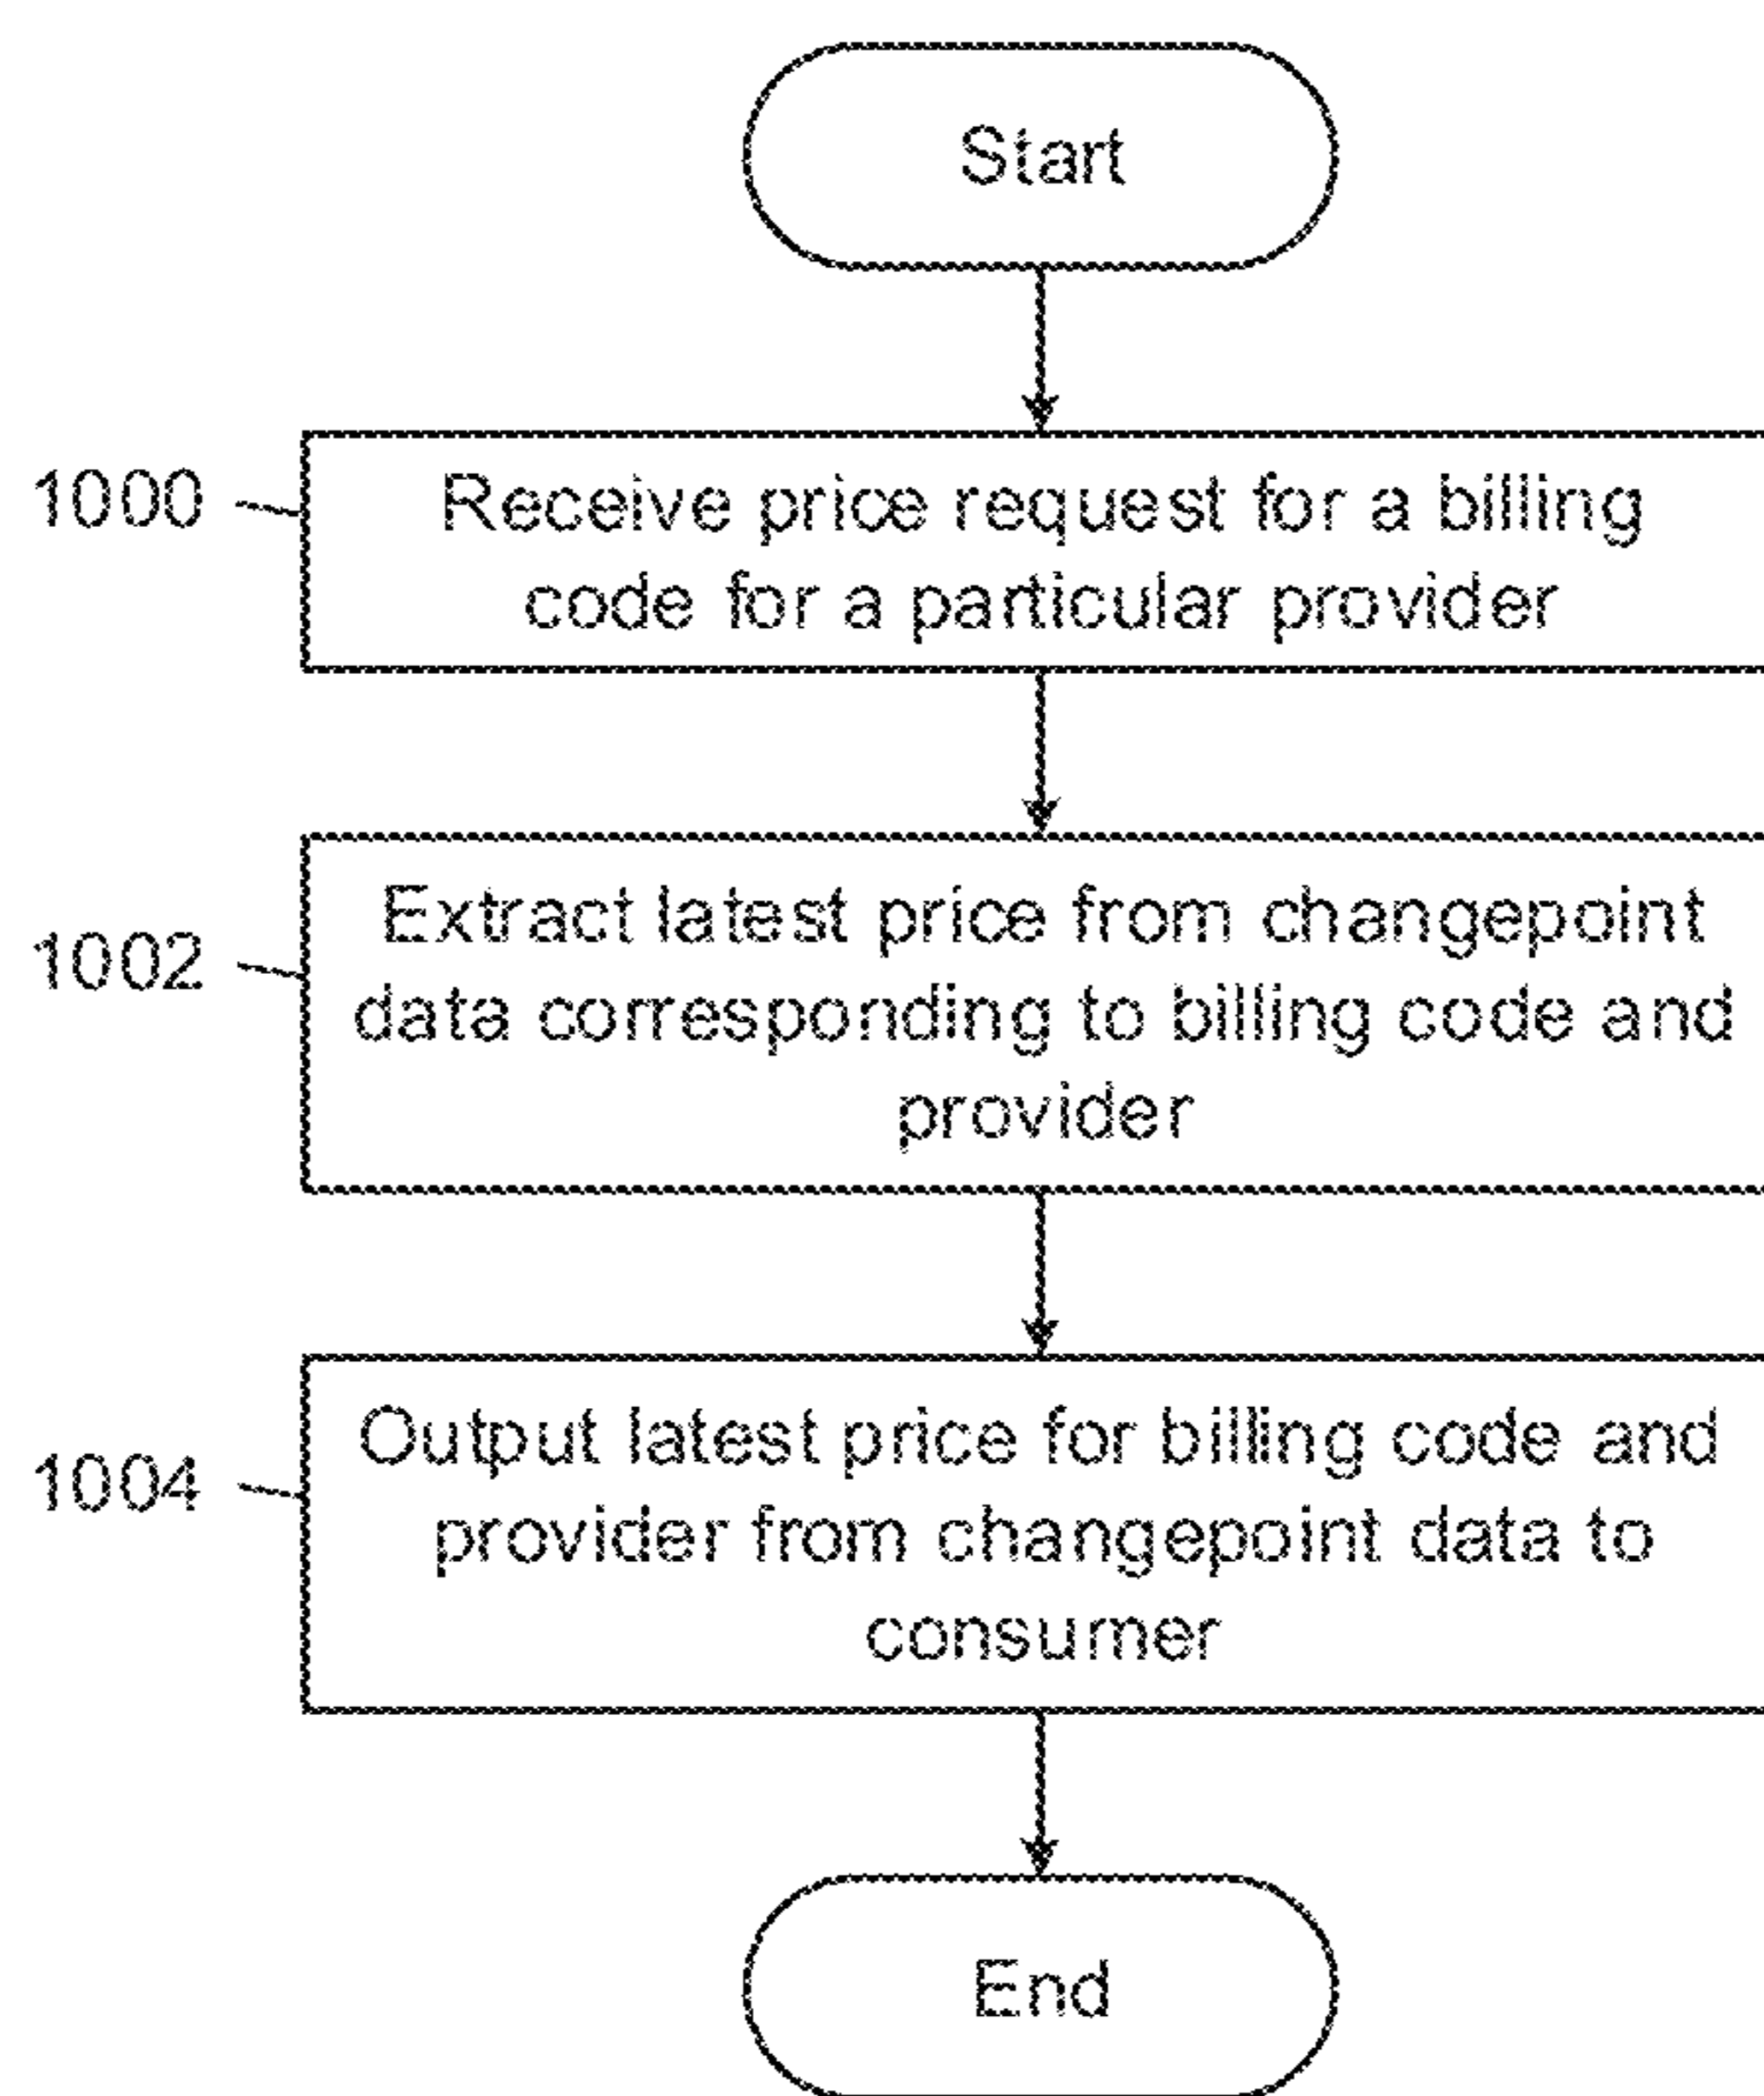 Start
1000
Receive price request for a billing
code for a particular provider
1002
Extract latest price from changepoint
data corresponding to billing code and
provider
1004
Output latest price for billing code and
provider from changepoint data to
consumer
End